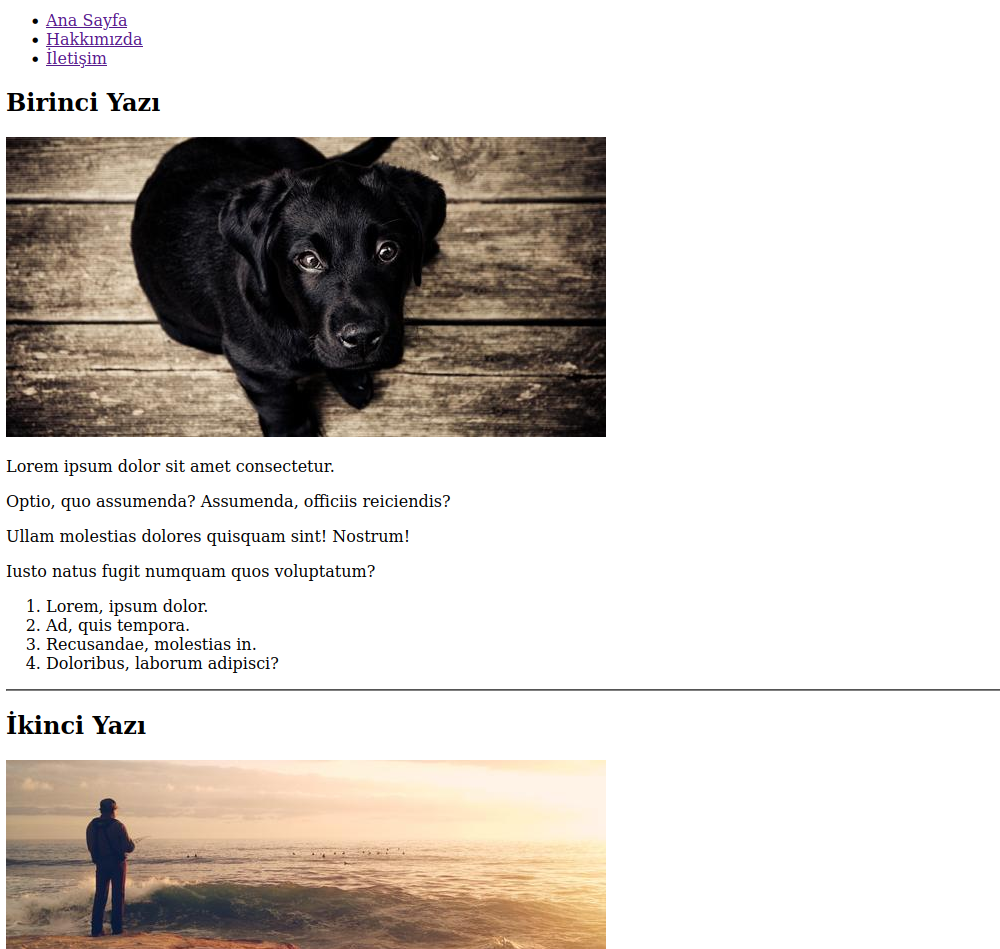 Ana Sayfa
Hakkımızda
İletişim
Birinci Yazı
Lorem ipsum dolor sit amet consectetur.
Optio, quo assumenda? Assumenda, officiis reiciendis?
Ullam molestias dolores quisquam sint! Nostrum!
Iusto natus fugit numquam quos voluptatum?
1. Lorem, ipsum dolor.
2. Ad, quis tempora.
3. Recusandae, molestias in.
4. Doloribus, laborum adipisci?
İkinci Yazı